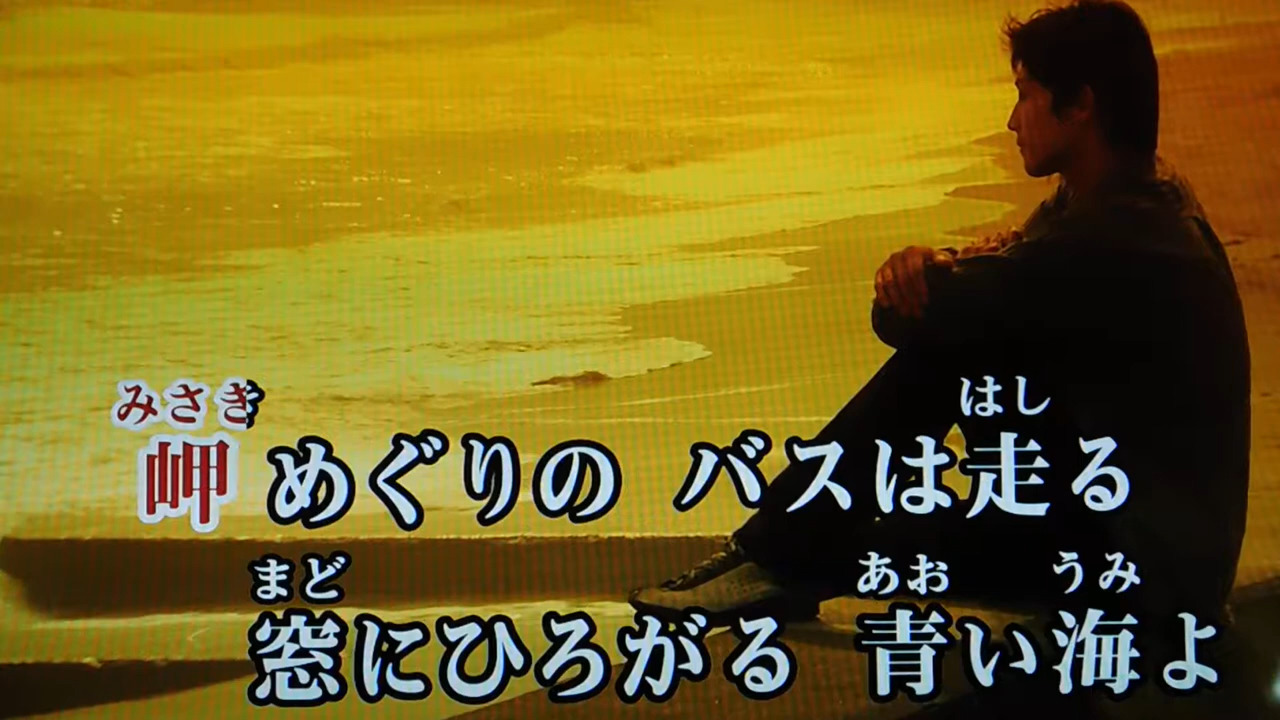 みさき はし
岬めぐりの バスは走る
まど あお うみ
窓にひろがる 青い海よ